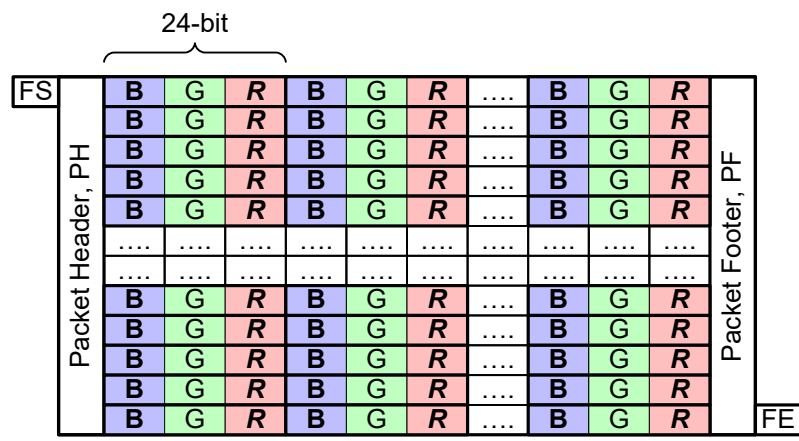 24-bit
FS B G R B G R .... B G R
B G R B G R .... B G R
B G R B G R .... B G R
B G R B G R .... B G R
B G R B G R .... B G R
.... .... .... .... .... .... .... .... .... ....
.... .... .... .... .... .... .... .... .... ....
B G R B G R .... B G R
B G R B G R .... B G R
B G R B G R .... B G R
B G R B G R .... B G R
B G R B G R .... B G R FE
Packet Header, PH
Packet Footer, PF